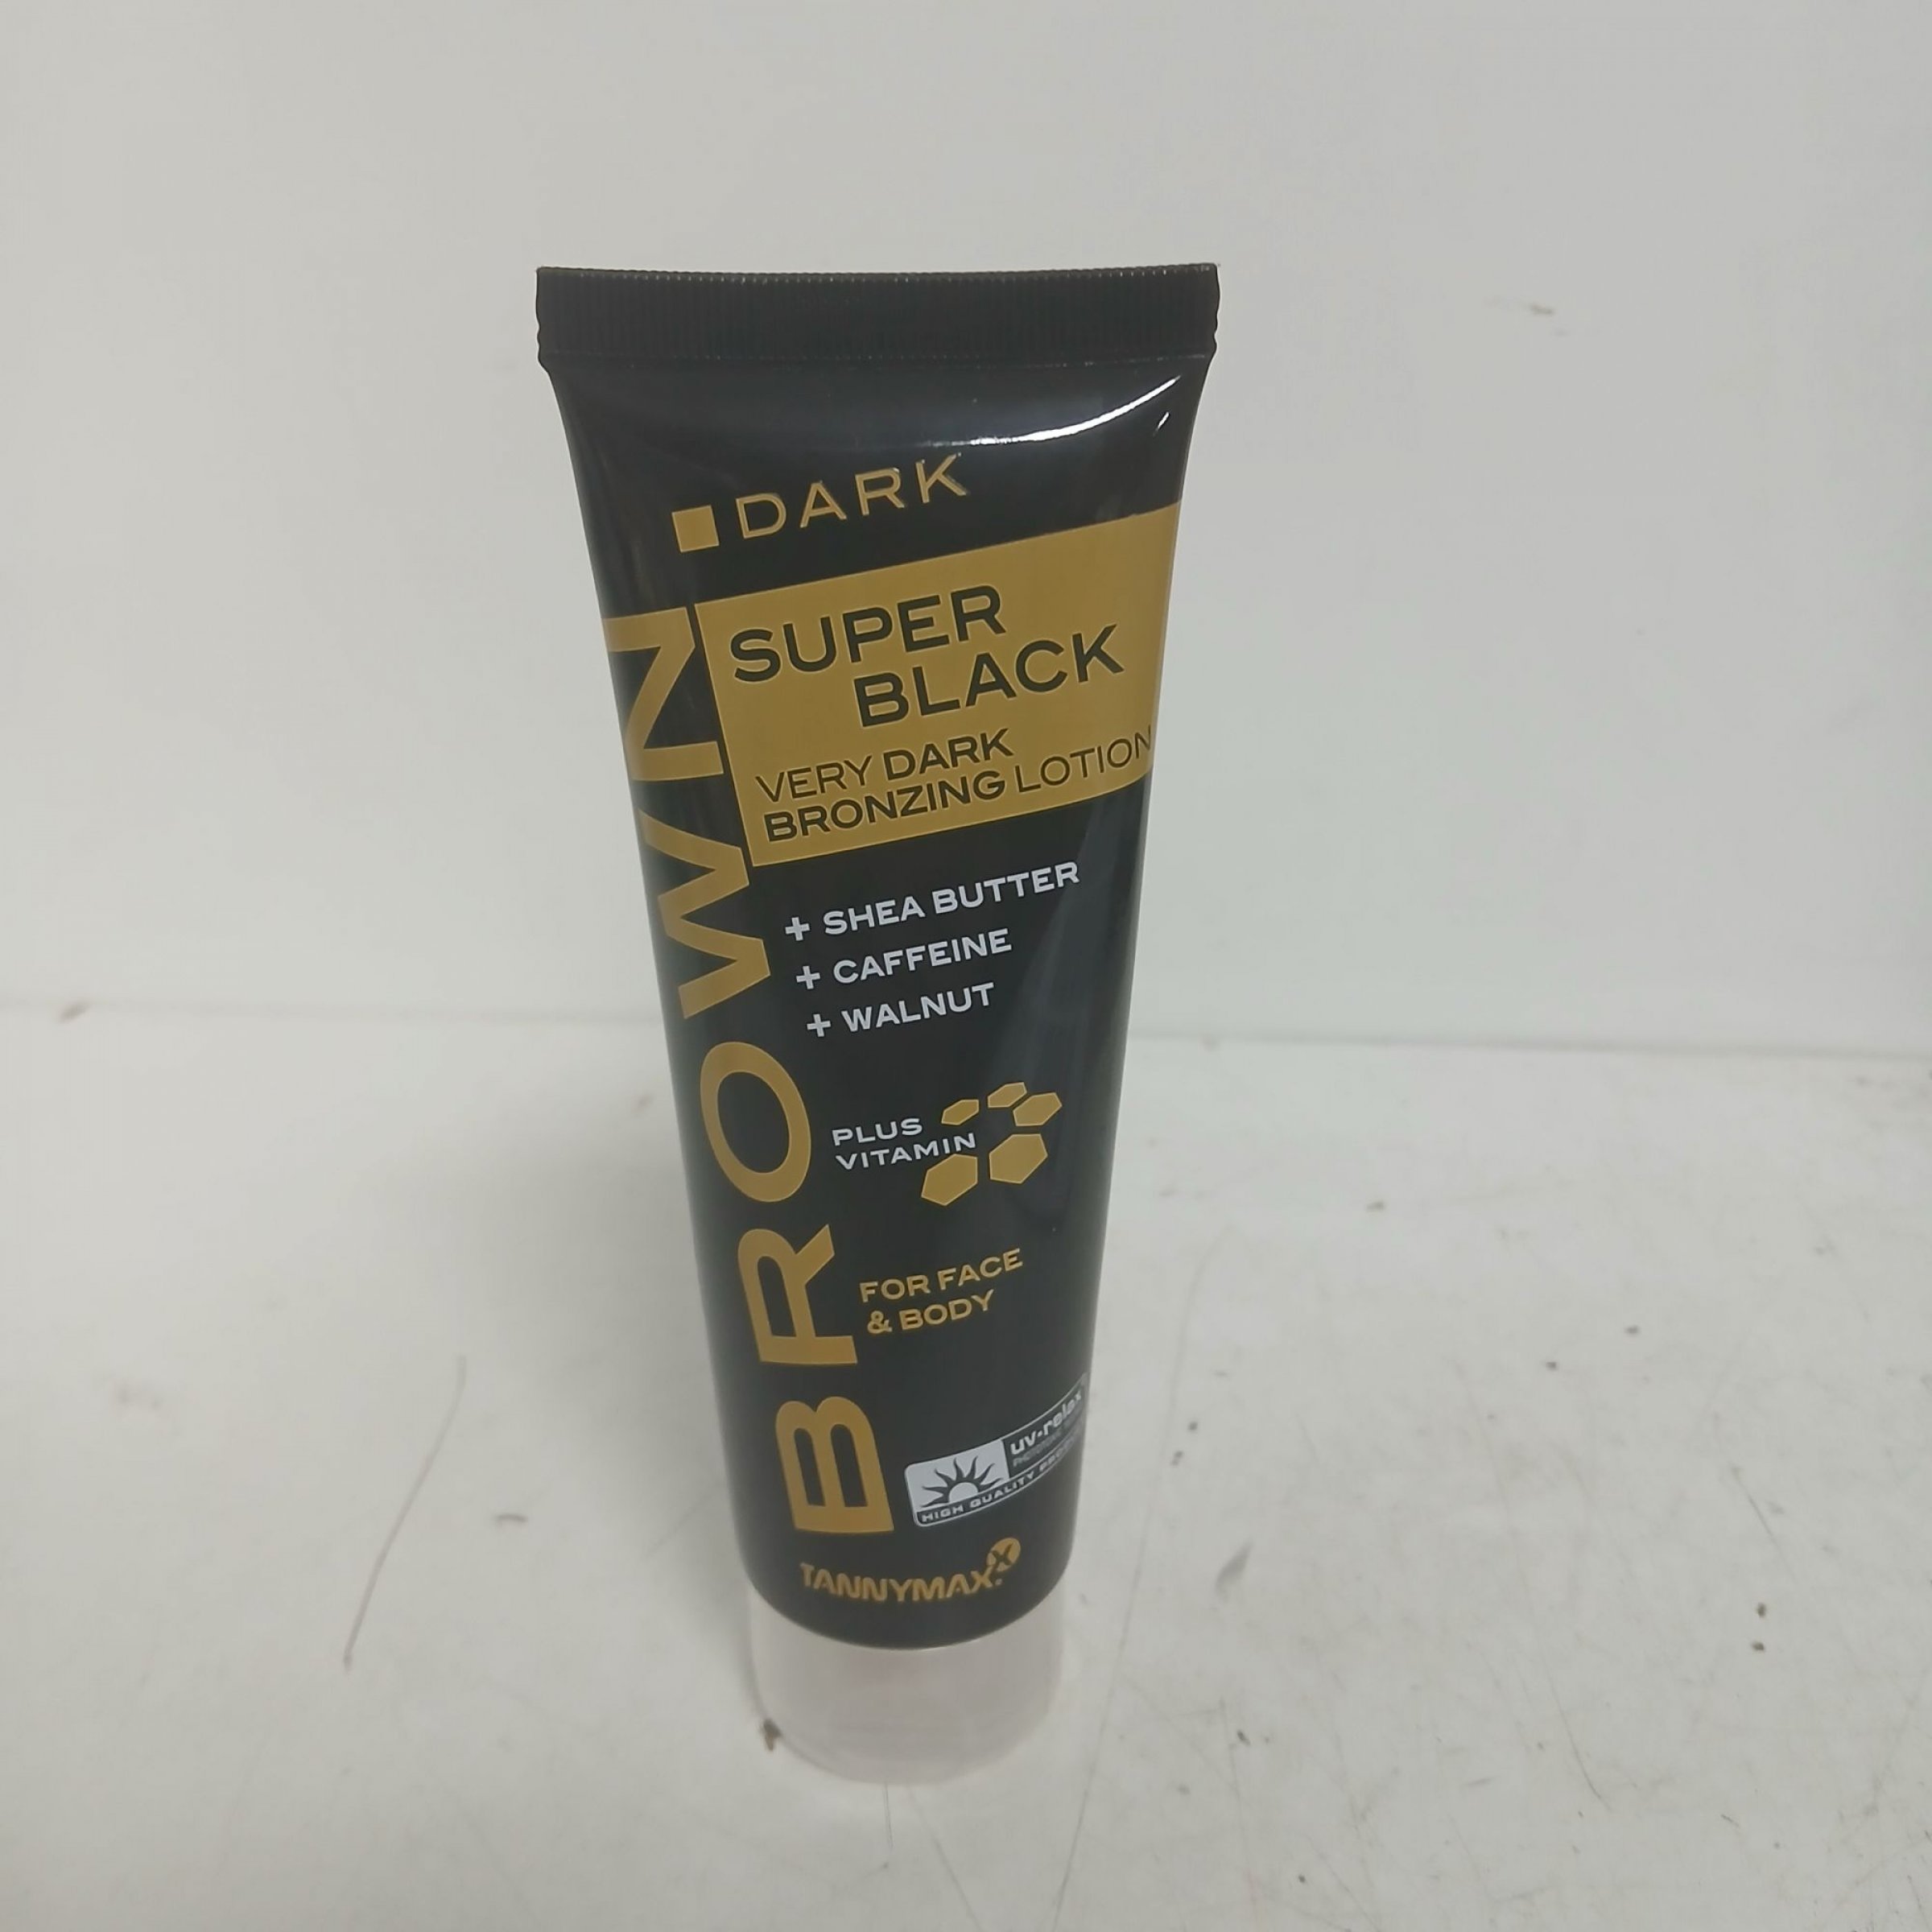 DARK
SUPER
BLACK
VERY DARK
BRONZING LOTION
+ SHEA BUTTER
+ CAFFEINE
+ WALNUT
PLUS
VITAMIN
FOR FACE
& BODY
BROWN
uv-relax
HIGH QUALITY
TANNYMAXX